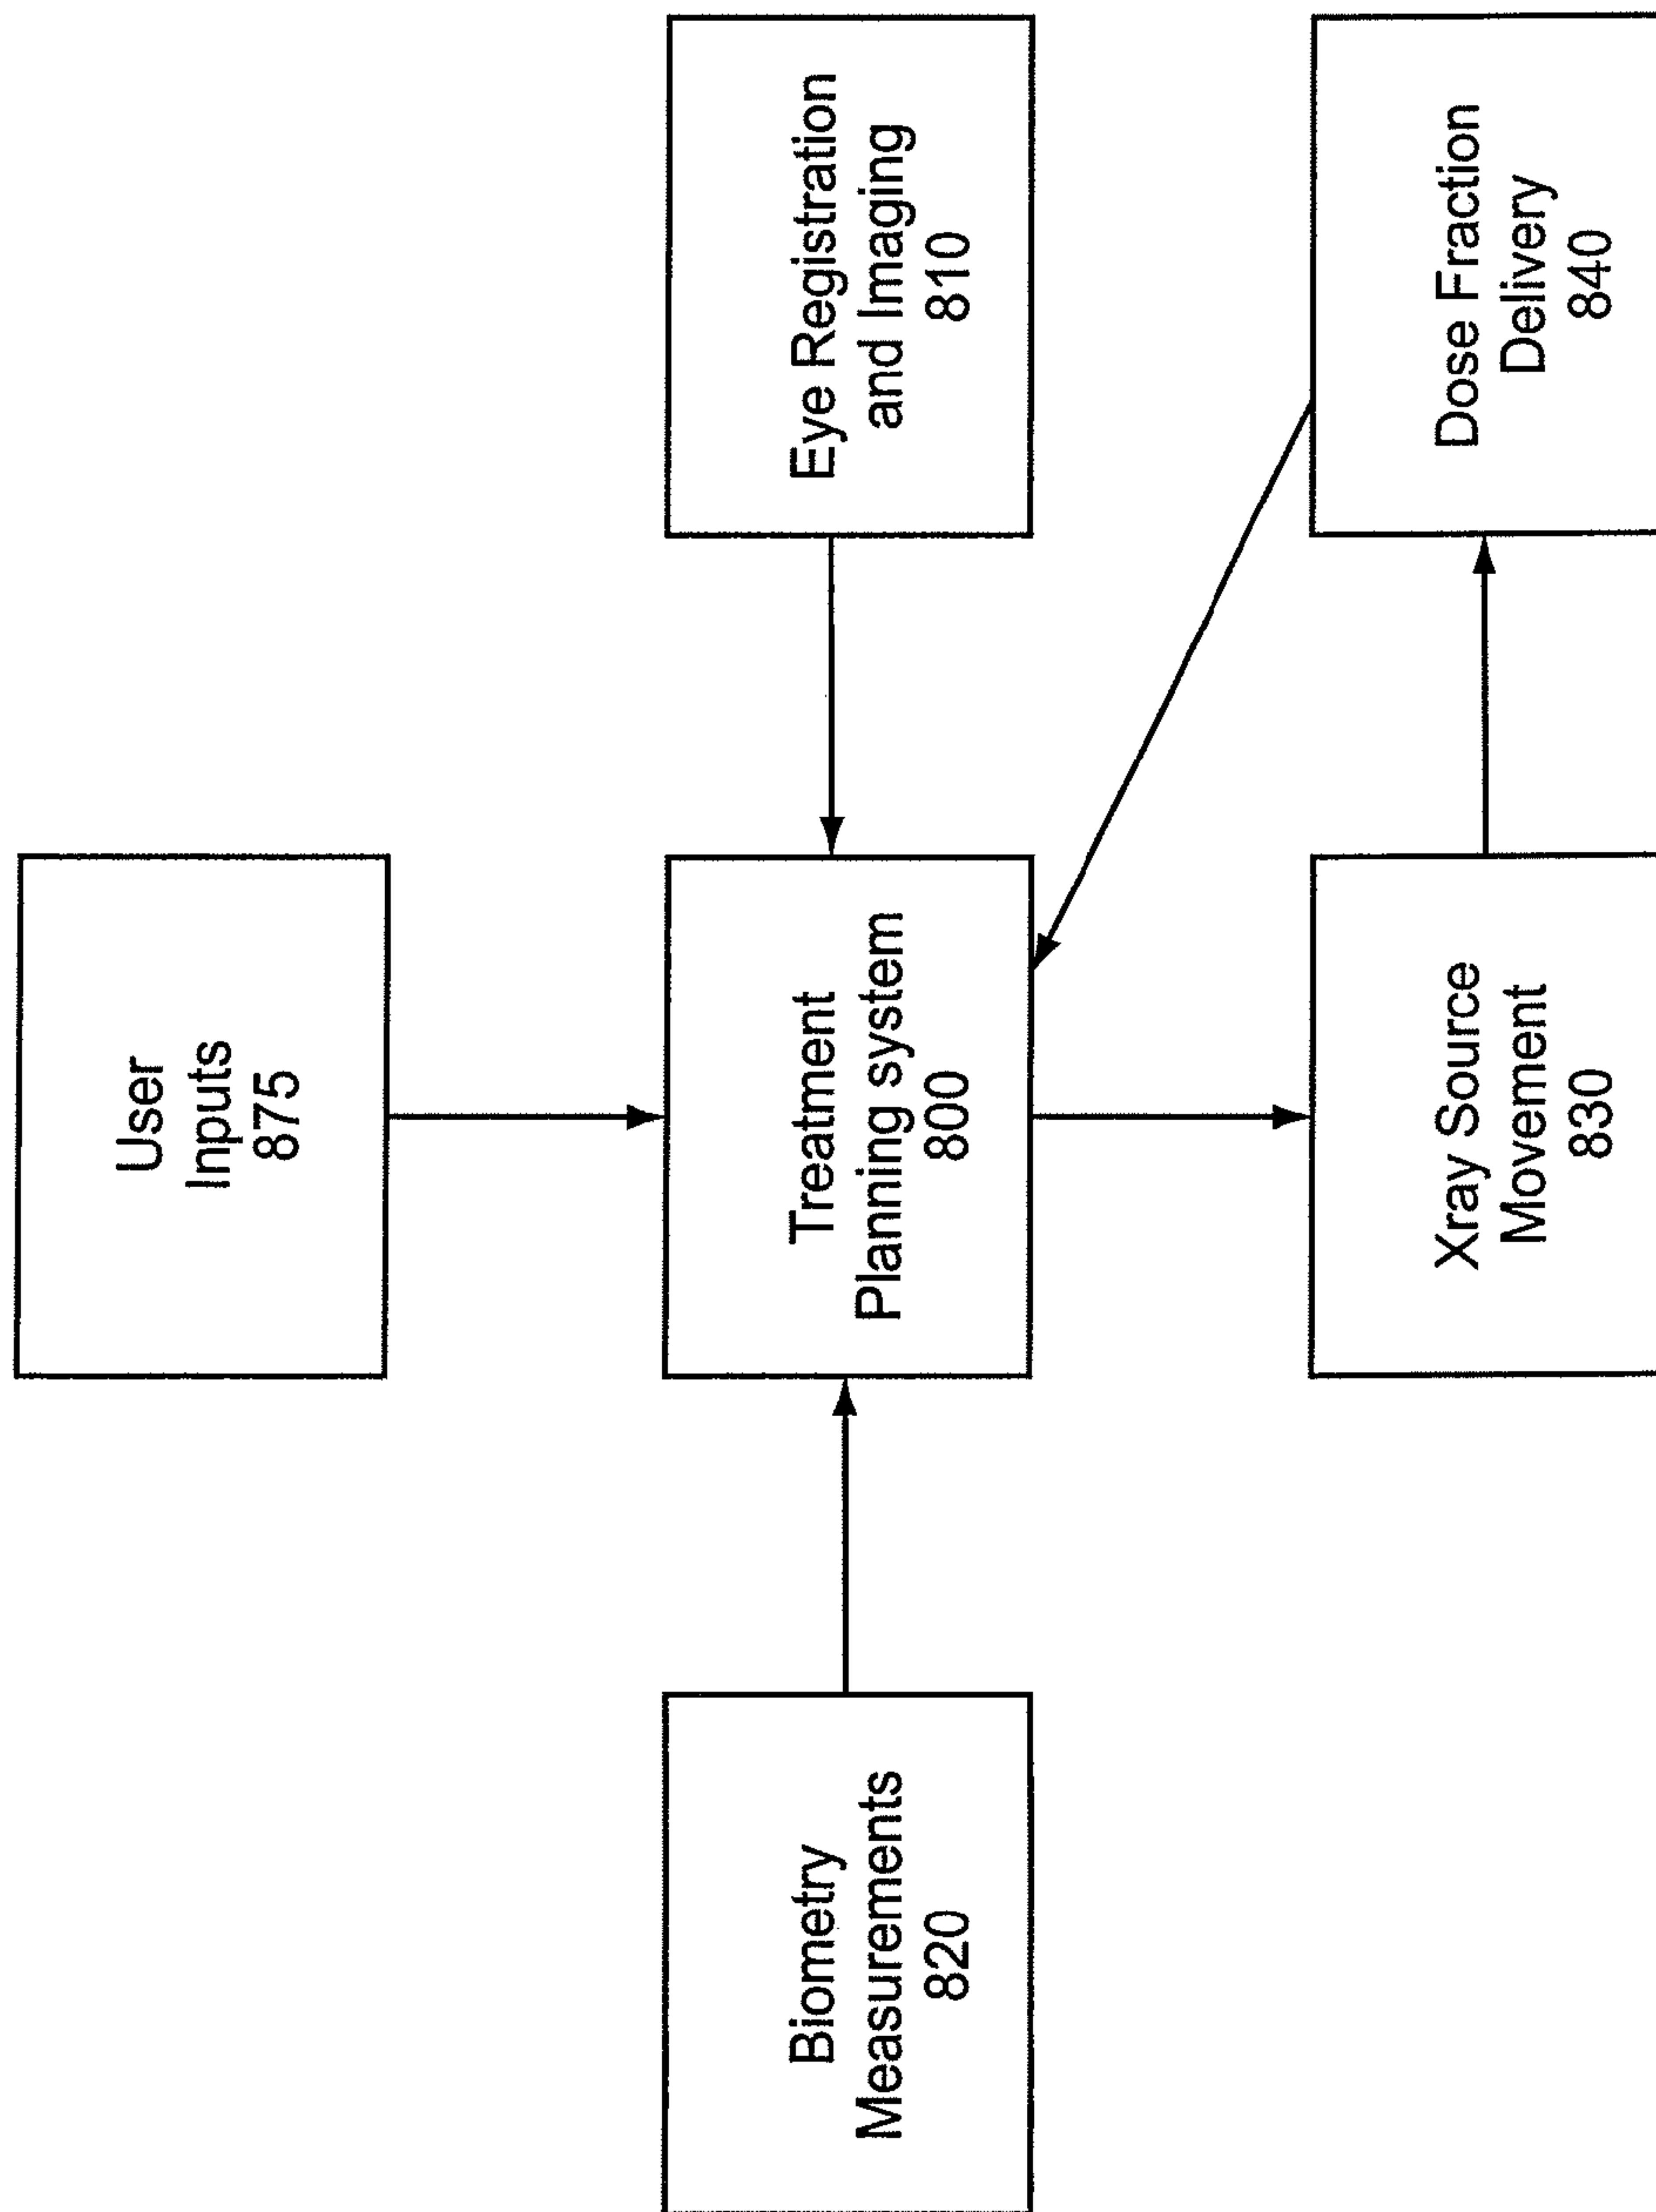 User
Inputs
875
Biometry
Measurements
820
Treatment
Planning system
800
Eye Registration
and Imaging
810
Xray Source
Movement
830
Dose Fraction
Delivery
840